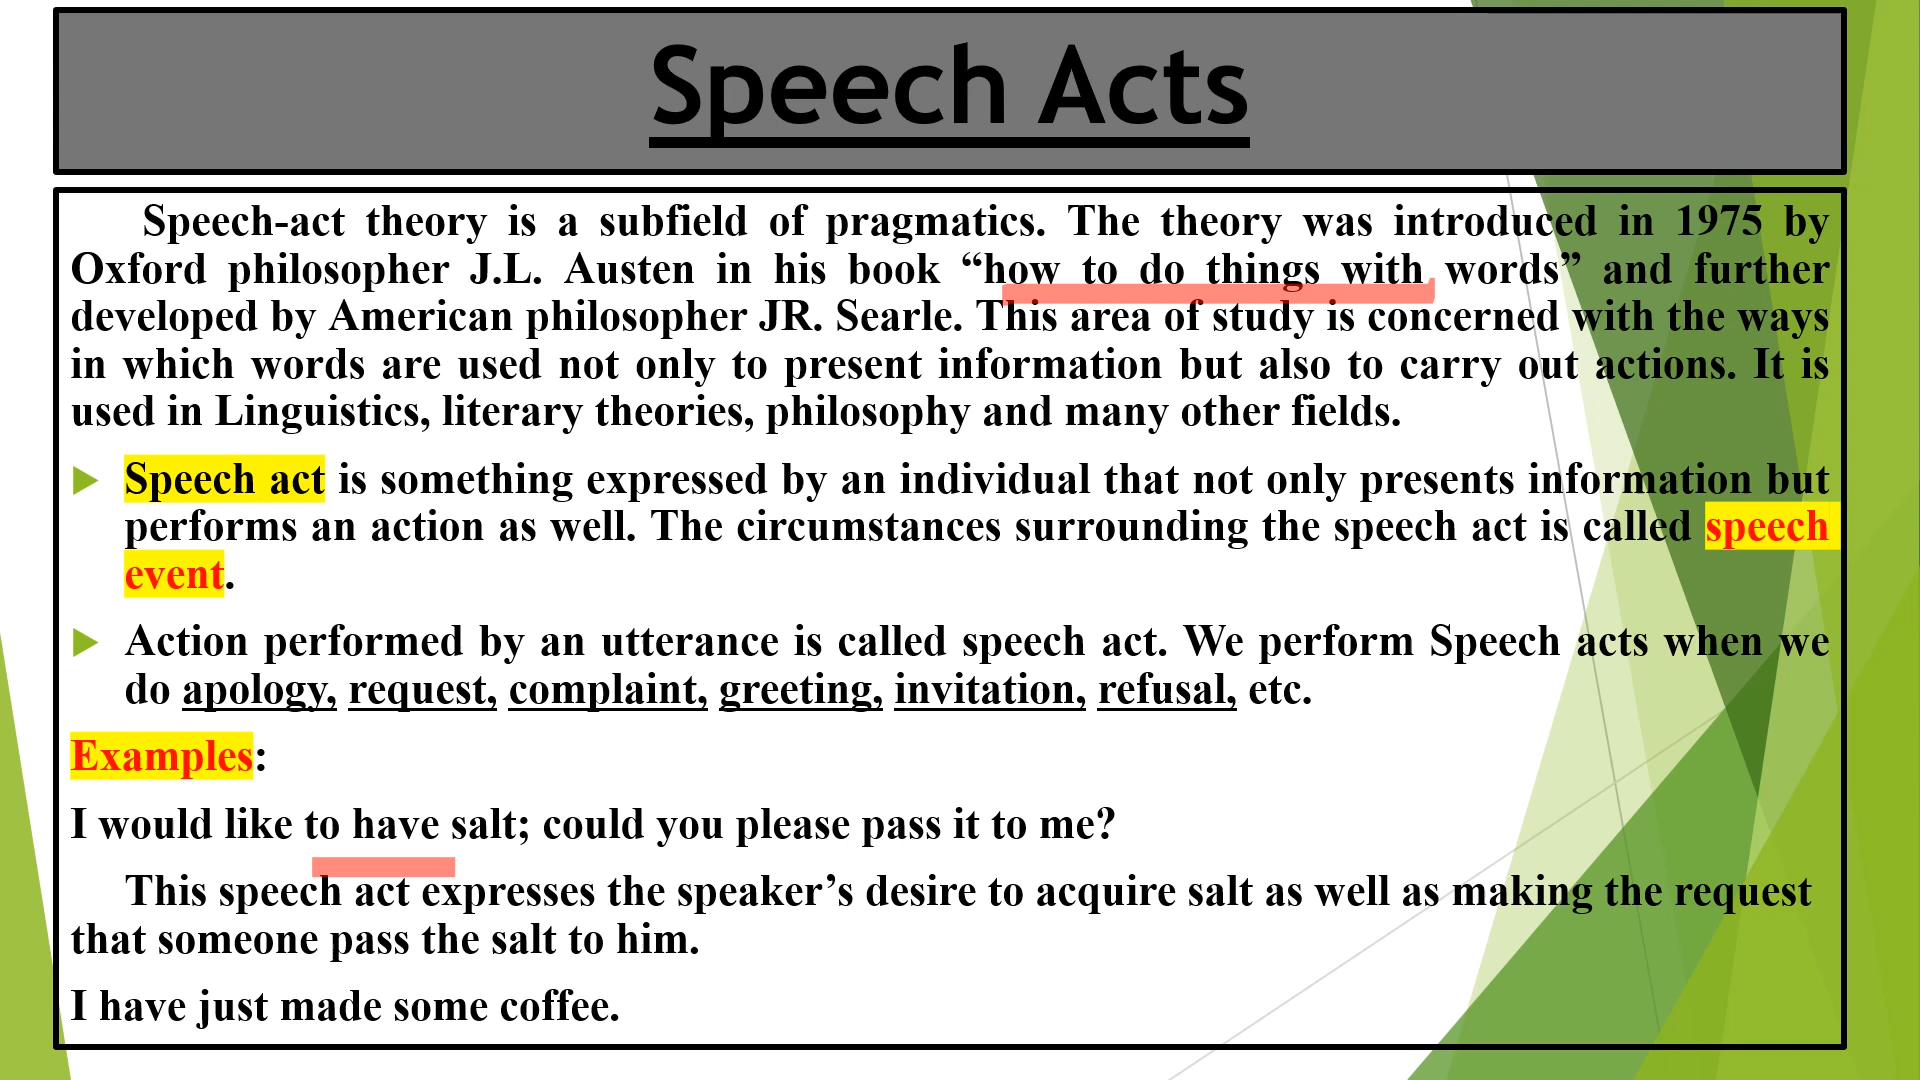 Speech Acts
Speech-act theory is a subfield of pragmatics. The theory was introduced in 1975 by
Oxford philosopher J.L. Austen in his book “how to do things with words” and further
developed by American philosopher JR. Searle. This area of study is concerned with the ways
in which words are used not only to present information but also to carry out actions. It is
used in Linguistics, literary theories, philosophy and many other fields.
Speech act is something expressed by an individual that not only presents information but
performs an action as well. The circumstances surrounding the speech act is called speech
event.
Action performed by an utterance is called speech act. We perform Speech acts when we
do apology, request, complaint, greeting, invitation, refusal, etc.
Examples:
I would like to have salt; could you please pass it to me?
This speech act expresses the speaker’s desire to acquire salt as well as making the request
that someone pass the salt to him.
I have just made some coffee.